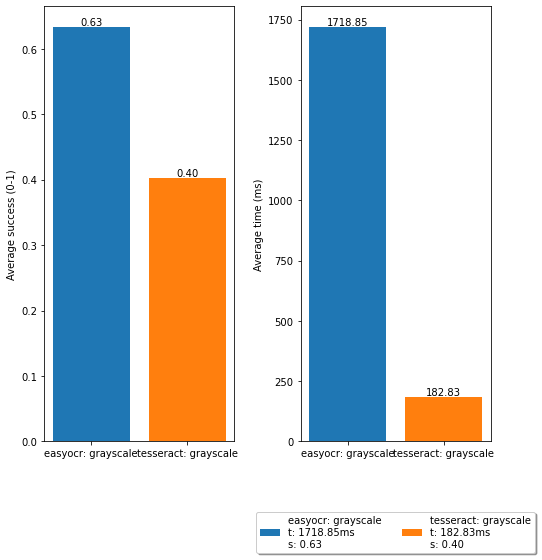 0.63
0.40
0.6
0.5
0.4
0.3
0.2
0.1
0.0
Average success (0-1)
easyocr: grayscale
tesseract: grayscale
1718.85
182.83
1750
1500
1250
1000
750
500
250
0
Average time (ms)
easyocr: grayscale
tesseract: grayscale
easyocr: grayscale
t: 1718.85ms
s: 0.63
tesseract: grayscale
t: 182.83ms
s: 0.40